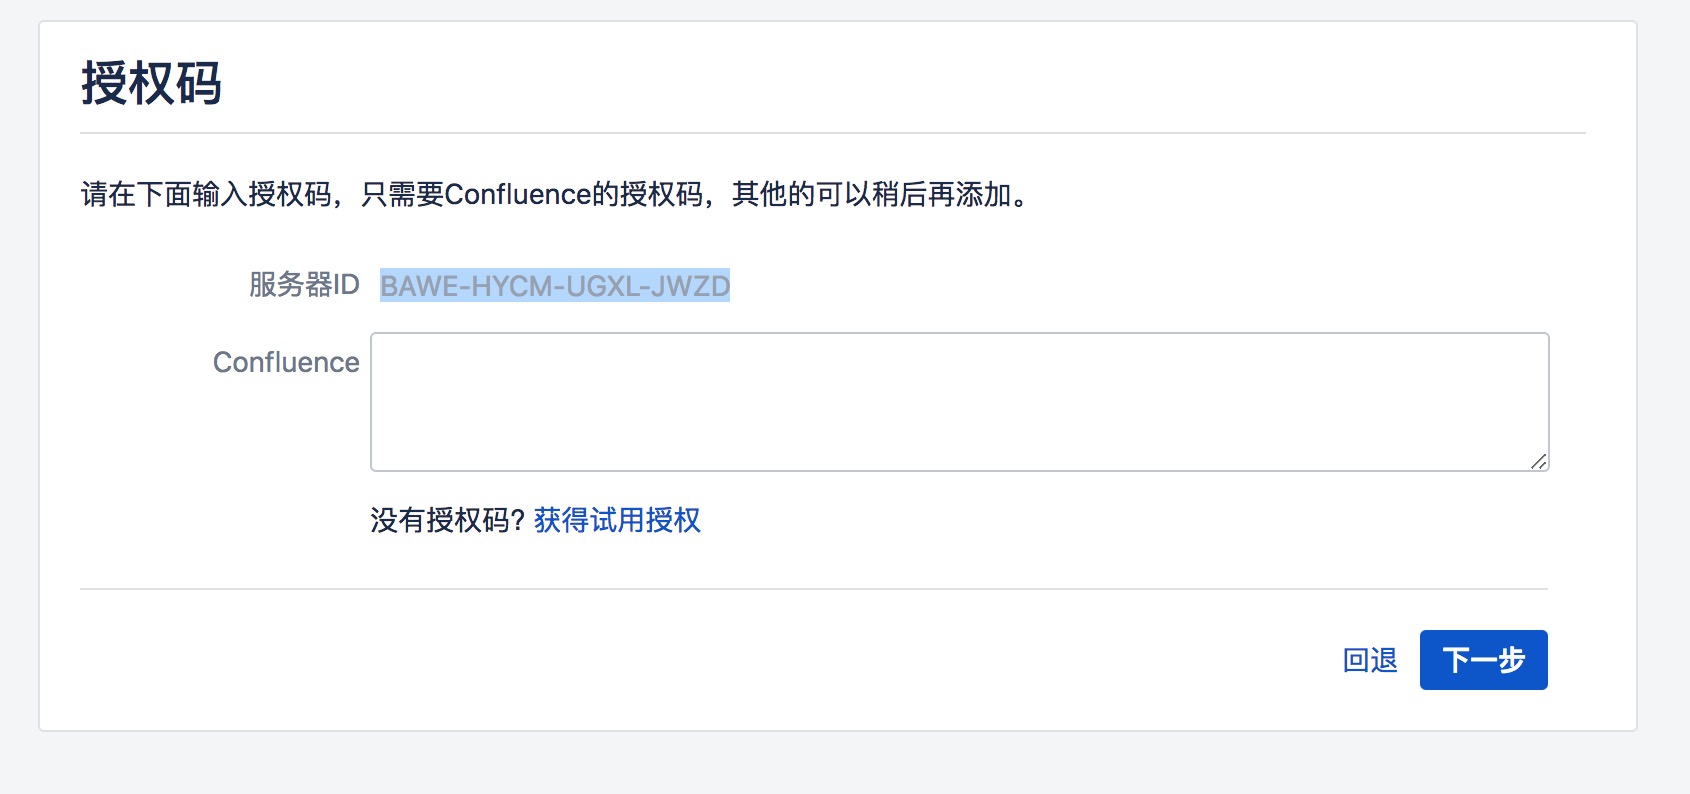 授权码
请在下面输入授权码，只需要Confluence的授权码，其他的可以稍后再添加。
服务器ID BAWE-HYCM-UGXL-JWZD
Confluence
没有授权码? 获得试用授权
回退 下一步